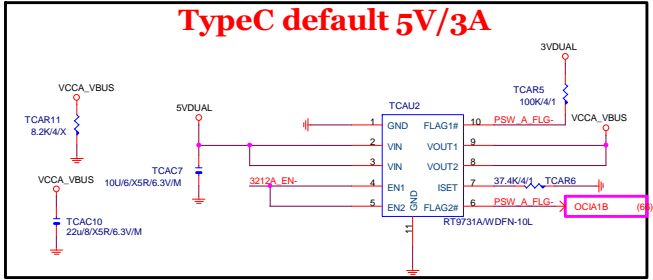 TypeC default 5V/3A
3VDUAL
VCCA_VBUS
TCAR11
8.2K/4/X
5VDUAL
TCAU2
TCAR5
100K/4/1
VCCA_VBUS
1 GND FLAG1# 10 PSW_A_FLG-
2 VIN VOUT1 9
3 VIN VOUT2 8
TCAC7
10U/6/X5R/6.3V/M
3212A_EN- 4 EN1 ISET 7 37.4K/4/1 TCAR6
5 EN2 GND FLAG2# 6 PSW_A_FLG- OCIA1B
11
RT9731A/WDFN-10L
VCCA_VBUS
TCAC10
22u/8/X5R/6.3V/M